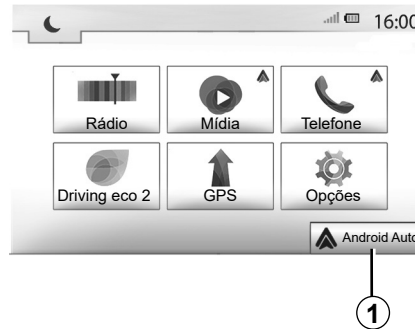 16:00
Rádio
Mídia
Telefone
Driving eco 2
GPS
Opções
Android Auto
1